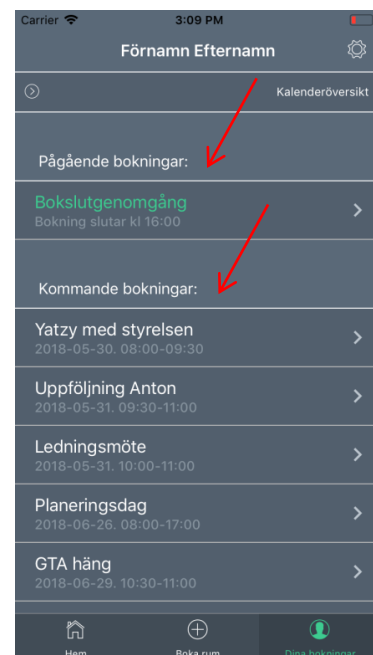 Carrier 3:09 PM
Förnamn Efternamn
Kalenderöversikt
Pågående bokningar:
Bokslutgenomgång
Bokning slutar kl 16:00
Kommande bokningar:
Yatzy med styrelsen
2018-05-30. 08:00-09:30
Uppföljning Anton
2018-05-31. 09:30-11:00
Ledningsmöte
2018-05-31. 10:00-11:00
Planeringsdag
2018-06-26. 08:00-17:00
GTA häng
2018-06-29. 10:30-11:00
Hem Boka rum Dina bokningar